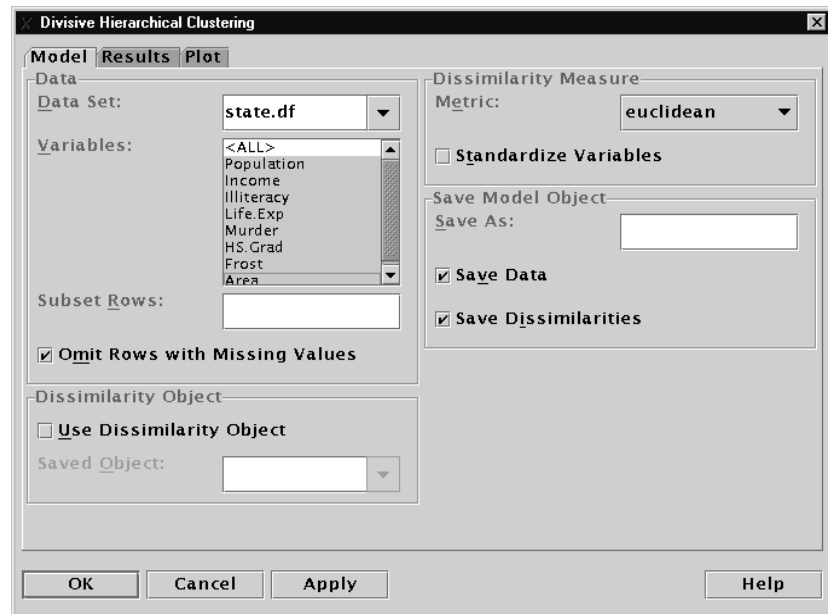 Divisive Hierarchical Clustering
Model Results Plot
Data
Data Set:
state.df
Variables:
<ALL>
Population
Income
Illiteracy
Life.Exp
Murder
HS.Grad
Frost
Area
Subset Rows:
Omit Rows with Missing Values
Dissimilarity Object
Use Dissimilarity Object
Saved Object:
Dissimilarity Measure
Metric:
euclidean
Standardize Variables
Save Model Object
Save As:
Save Data
Save Dissimilarities
OK Cancel Apply Help